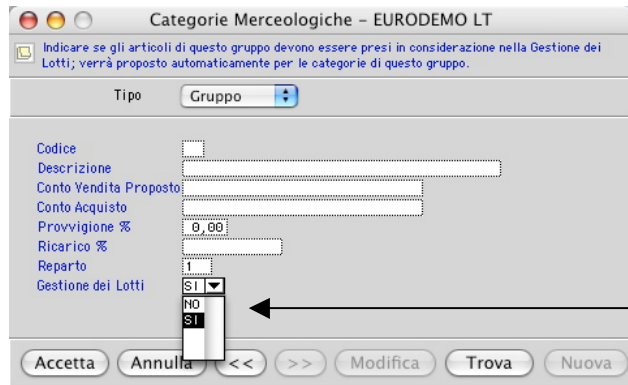 Categorie Merceologiche – EURODEMO LT
Indicare se gli articoli di questo gruppo devono essere presi in considerazione nella Gestione dei
Lotti; verrà proposto automaticamente per le categorie di questo gruppo.
Tipo Gruppo
Codice
Descrizione
Conto Vendita Proposto
Conto Acquisto
Provvigione % 0,00
Ricarico %
Reparto 1
Gestione dei Lotti SI
NO
SI
Accetta Annulla << >> Modifica Trova Nuova